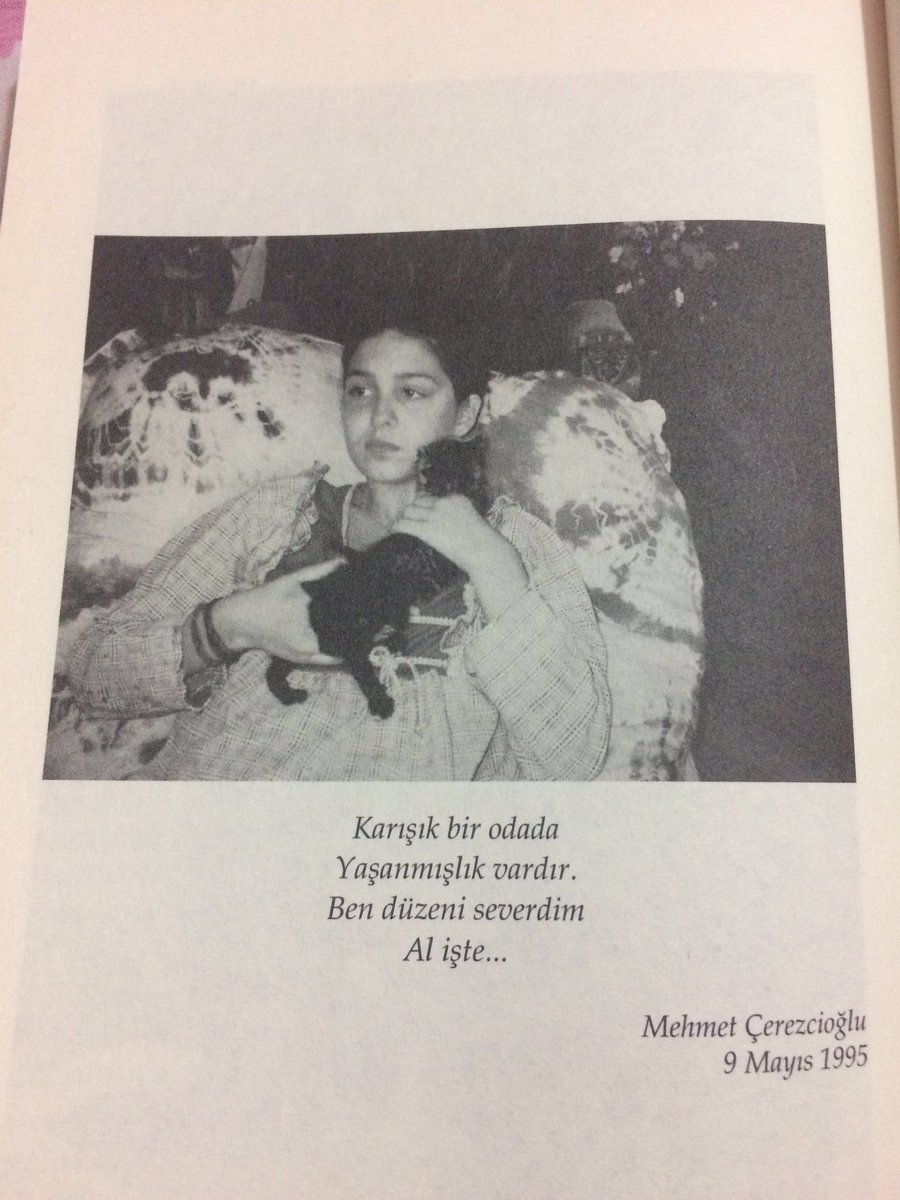 Karışık bir odada
Yaşanmışlık vardır.
Ben düzeni severdim
Al işte...
Mehmet Çerezcioğlu
9 Mayıs 1995